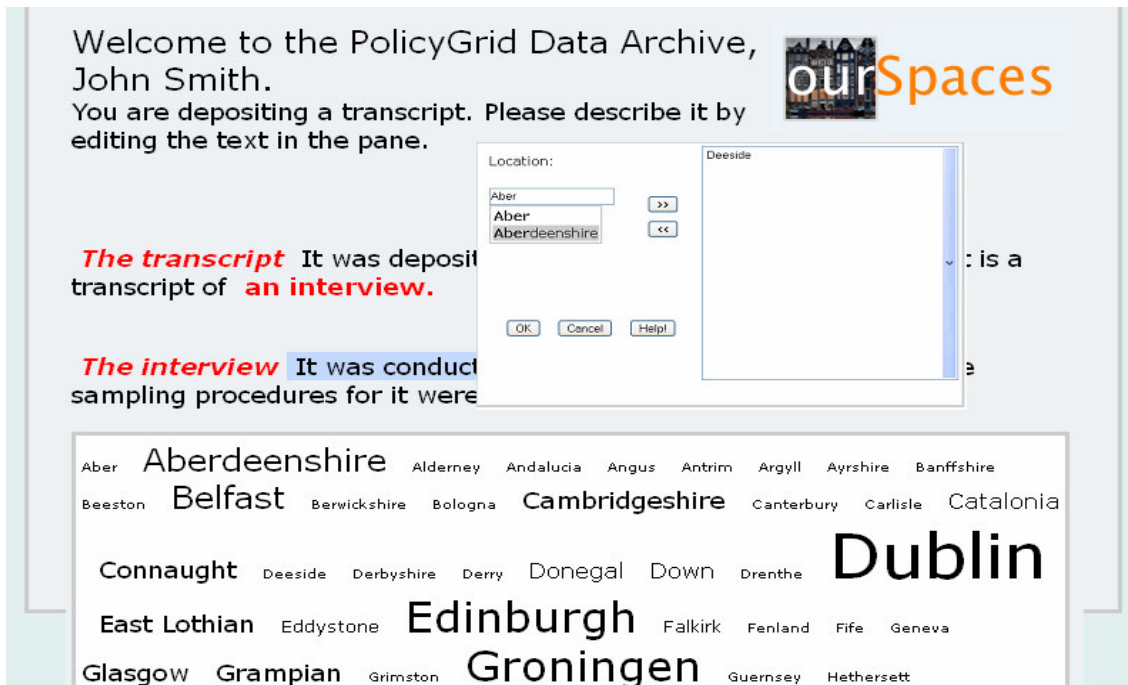 Welcome to the PolicyGrid Data Archive,
John Smith.
ourSpaces
You are depositing a transcript. Please describe it by
editing the text in the pane.
Location:
Deeside
Aber
>>
Aber
Aberdeenshire
<<
The transcript It was deposit
t is a
transcript of an interview.
OK Cancel Help!
The interview It was conduct
e
sampling procedures for it were
Aber Aberdeenshire Alderney Andalucia Angus Antrim Argyll Ayrshire Banffshire
Beeston Belfast Berwickshire Bologna Cambridgeshire Canterbury Carlisle Catalonia
Connaught Deeside Derbyshire Derry Donegal Down Drenthe Dublin
East Lothian Eddystone Edinburgh Falkirk Fenland Fife Geneva
Glasgow Grampian Grimston Groningen Guernsey Hethersett